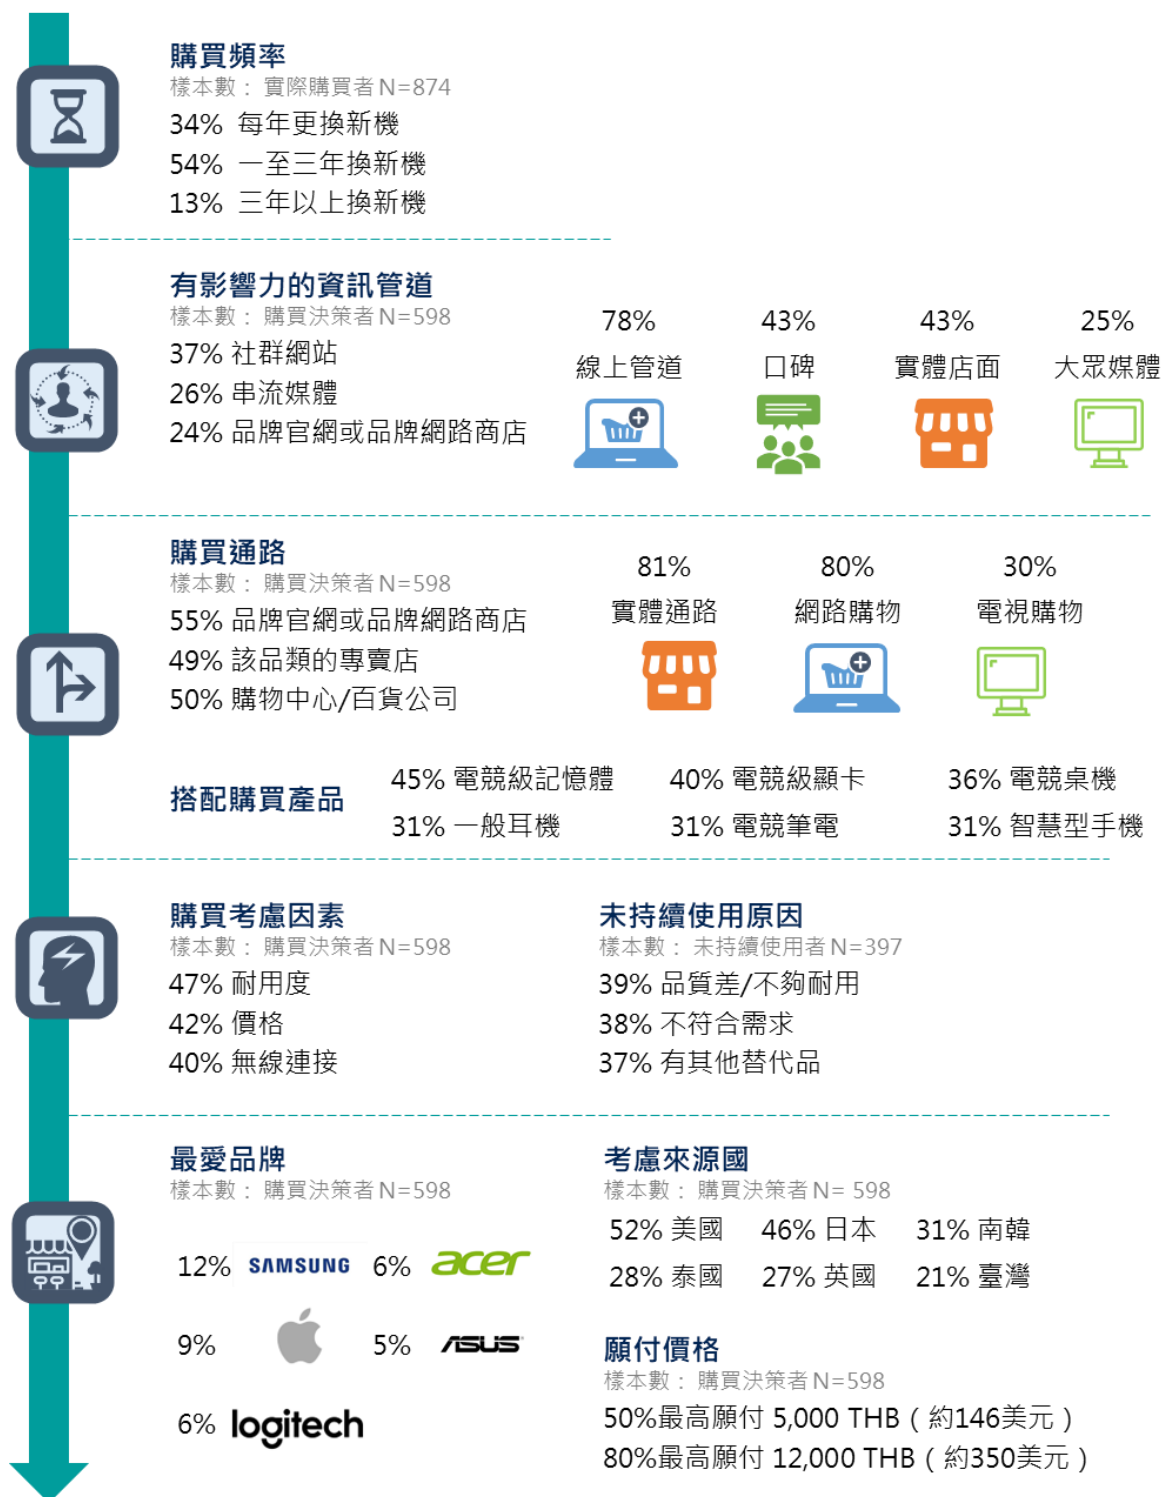 購買頻率
樣本數： 實際購買者 N=874
34% 每年更換新機
54% 一至三年換新機
13% 三年以上換新機
有影響力的資訊管道
樣本數： 購買決策者 N=598
37% 社群網站
26% 串流媒體
24% 品牌官網或品牌網路商店
78% 43% 43% 25%
線上管道 口碑 實體店面 大眾媒體
購買通路
樣本數： 購買決策者 N=598
55% 品牌官網或品牌網路商店
49% 該品類的專賣店
50% 購物中心/百貨公司
81% 80% 30%
實體通路 網路購物 電視購物
搭配購買產品
45% 電競級記憶體 40% 電競級顯卡 36% 電競桌機
31% 一般耳機 31% 電競筆電 31% 智慧型手機
購買考慮因素
樣本數： 購買決策者 N=598
47% 耐用度
42% 價格
40% 無線連接
未持續使用原因
樣本數： 未持續使用者 N=397
39% 品質差/不夠耐用
38% 不符合需求
37% 有其他替代品
最愛品牌
樣本數： 購買決策者 N=598
12% SAMSUNG 6% acer
9% 5% ASUS
6% logitech
考慮來源國
樣本數： 購買決策者 N= 598
52% 美國 46% 日本 31% 南韓
28% 泰國 27% 英國 21% 臺灣
願付價格
樣本數： 購買決策者 N=598
50%最高願付 5,000 THB（約146美元）
80%最高願付 12,000 THB（約350美元）